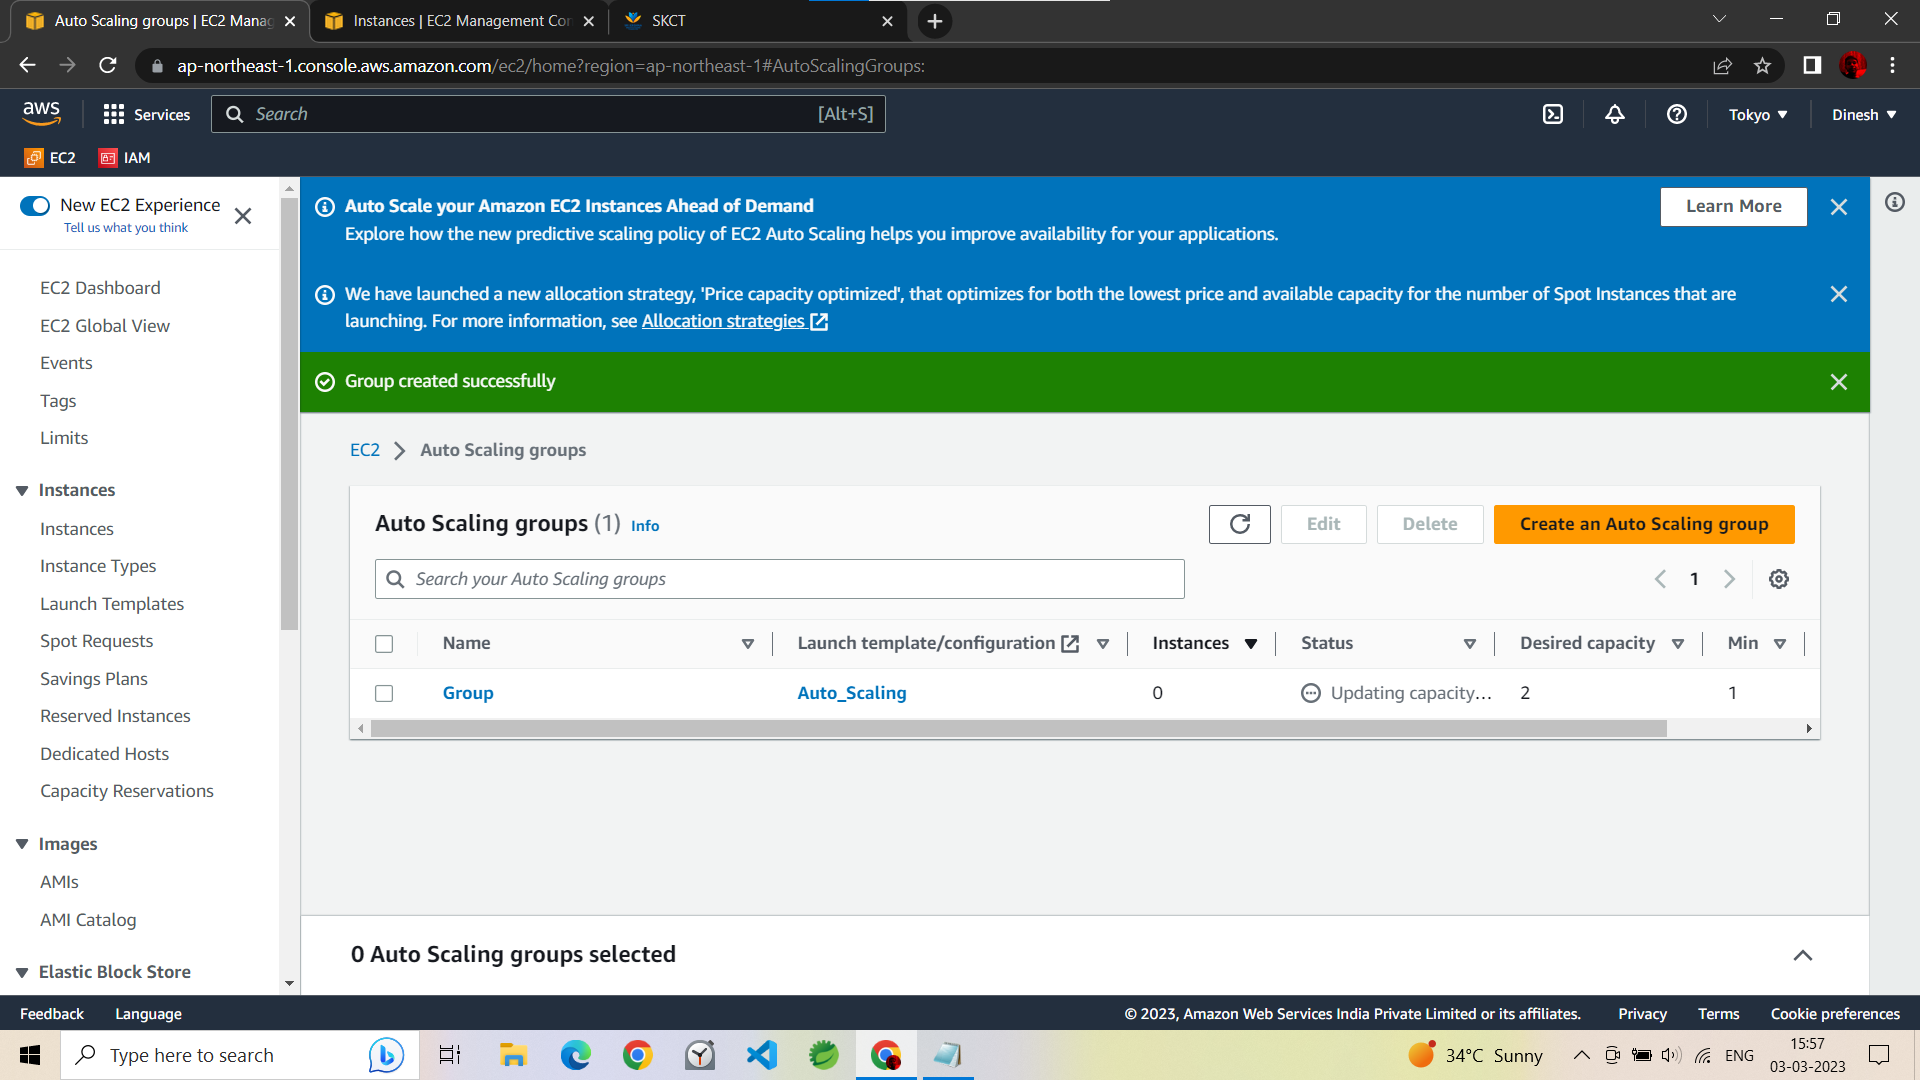 Auto Scaling groups | EC2 Manag
Instances | EC2 Management Con
SKCT
ap-northeast-1.console.aws.amazon.com/ec2/home?region=ap-northeast-1#AutoScalingGroups:
aws
Services
Search
[Alt+S]
Tokyo
Dinesh
EC2
IAM
New EC2 Experience
Tell us what you think
EC2 Dashboard
EC2 Global View
Events
Tags
Limits
Instances
Instances
Instance Types
Launch Templates
Spot Requests
Savings Plans
Reserved Instances
Dedicated Hosts
Capacity Reservations
Images
AMIs
AMI Catalog
Elastic Block Store
Auto Scale your Amazon EC2 Instances Ahead of Demand
Explore how the new predictive scaling policy of EC2 Auto Scaling helps you improve availability for your applications.
Learn More
We have launched a new allocation strategy, 'Price capacity optimized', that optimizes for both the lowest price and available capacity for the number of Spot Instances that are
launching. For more information, see Allocation strategies
Group created successfully
EC2 Auto Scaling groups
Auto Scaling groups (1) Info
Edit
Delete
Create an Auto Scaling group
Search your Auto Scaling groups
1
Name Launch template/configuration Instances Status Desired capacity Min
Group Auto_Scaling 0 Updating capacity... 2 1
0 Auto Scaling groups selected
Feedback Language © 2023, Amazon Web Services India Private Limited or its affiliates. Privacy Terms Cookie preferences
Type here to search
34°C Sunny
ENG
15:57
03-03-2023